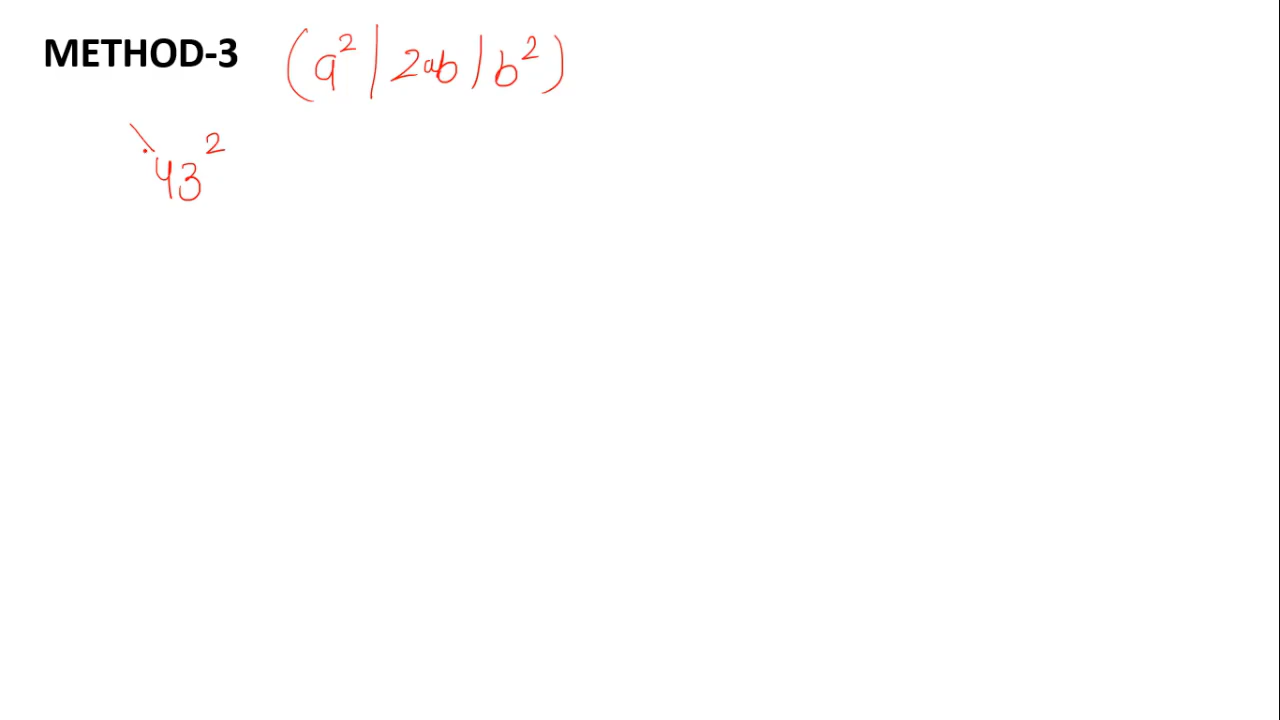 METHOD-3 (a² | 2ab | b²)
43²